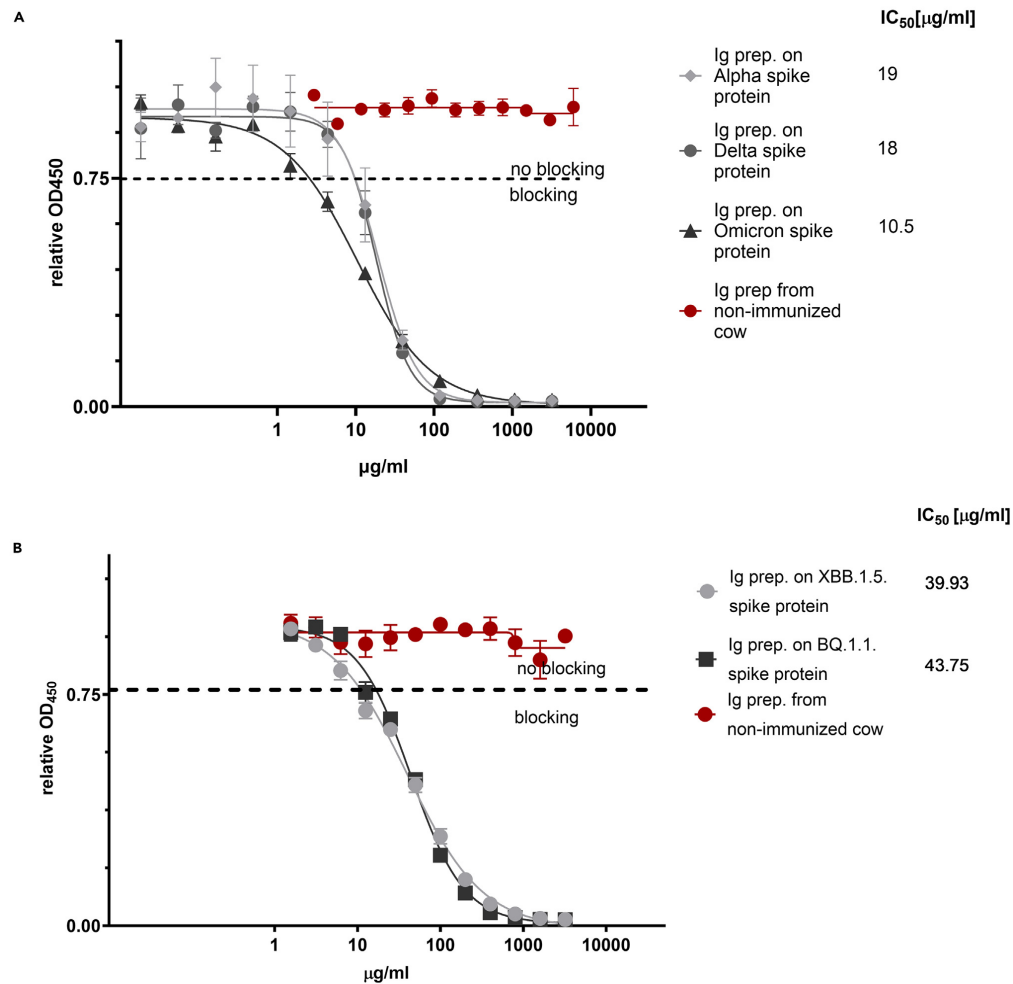 A
IC50[μg/ml]
Ig prep. on
Alpha spike
protein
19
Ig prep. on
Delta spike
protein
18
Ig prep. on
Omicron spike
protein
10.5
Ig prep from
non-immunized
cow
relative OD450
0.75
0.00
no blocking
blocking
1 10 100 1000 10000
μg/ml
B
IC50 [μg/ml]
Ig prep. on XBB.1.5.
spike protein
39.93
Ig prep. on BQ.1.1.
spike protein
43.75
Ig prep. from
non-immunized cow
relative OD450
0.75
0.00
no blocking
blocking
1 10 100 1000 10000
μg/ml